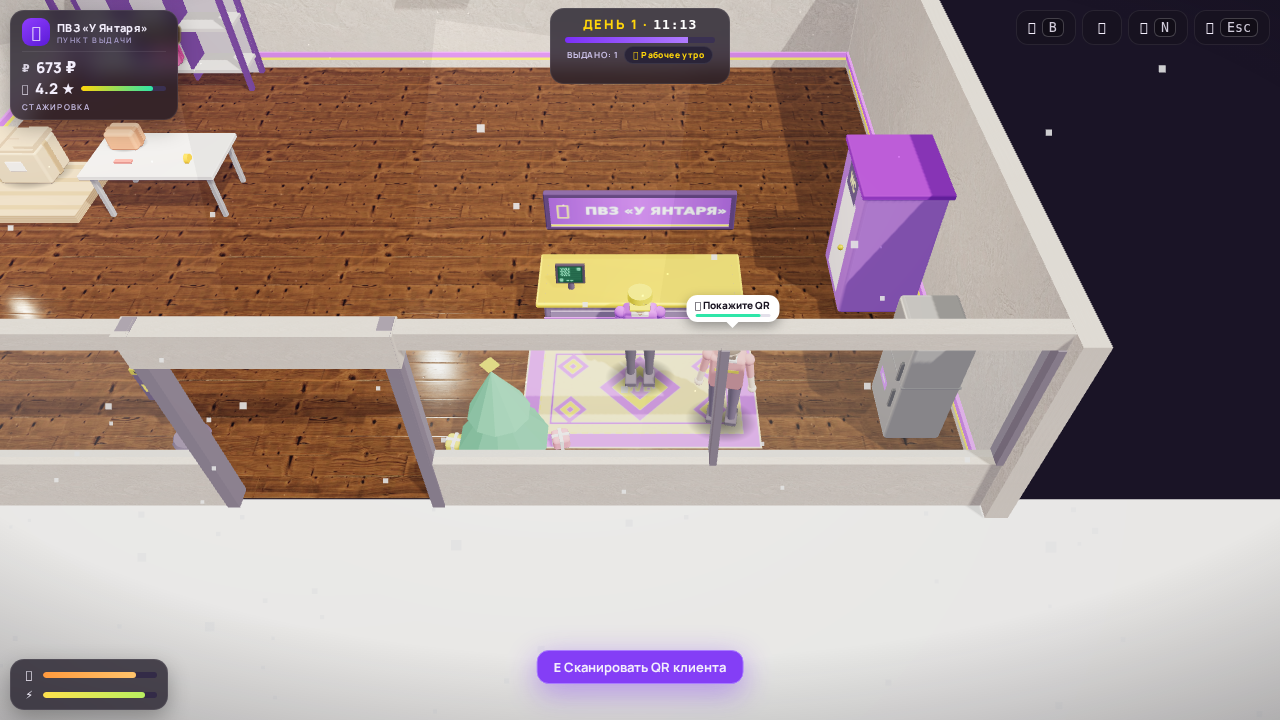 ПВЗ «У Янтаря»
ПУНКТ ВЫДАЧИ
₽ 673 ₽
4.2 ★
СТАЖИРОВКА
ДЕНЬ 1 · 11:13
ВЫДАНО: 1 Рабочее утро
B
N
Esc
ПВЗ «У ЯНТАРЯ»
Покажите QR
E Сканировать QR клиента